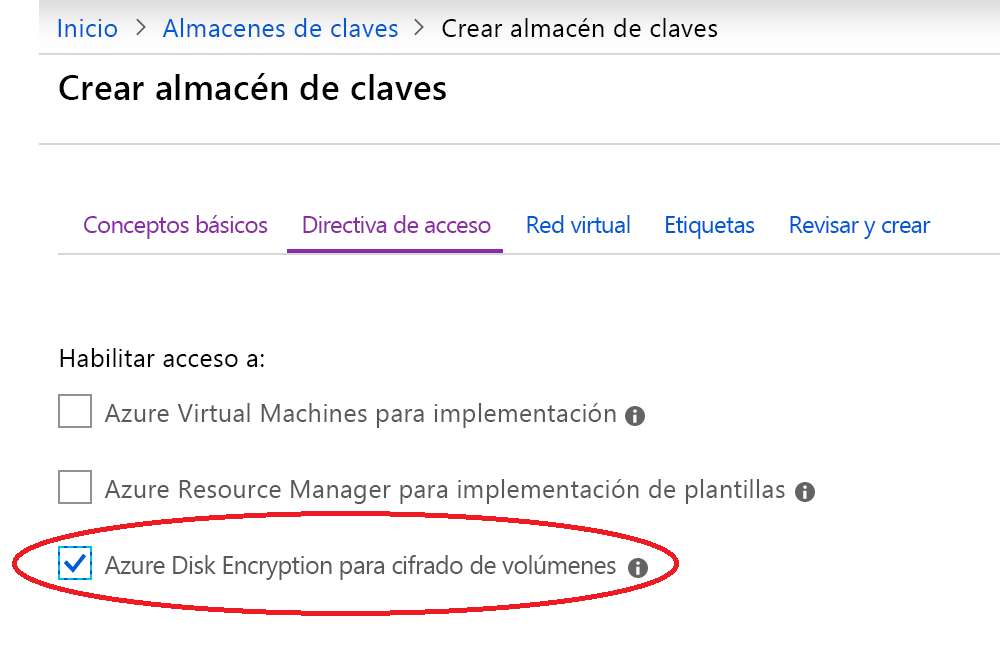 Inicio > Almacenes de claves > Crear almacén de claves
Crear almacén de claves
Conceptos básicos Directiva de acceso Red virtual Etiquetas Revisar y crear
Habilitar acceso a:
Azure Virtual Machines para implementación
Azure Resource Manager para implementación de plantillas
Azure Disk Encryption para cifrado de volúmenes